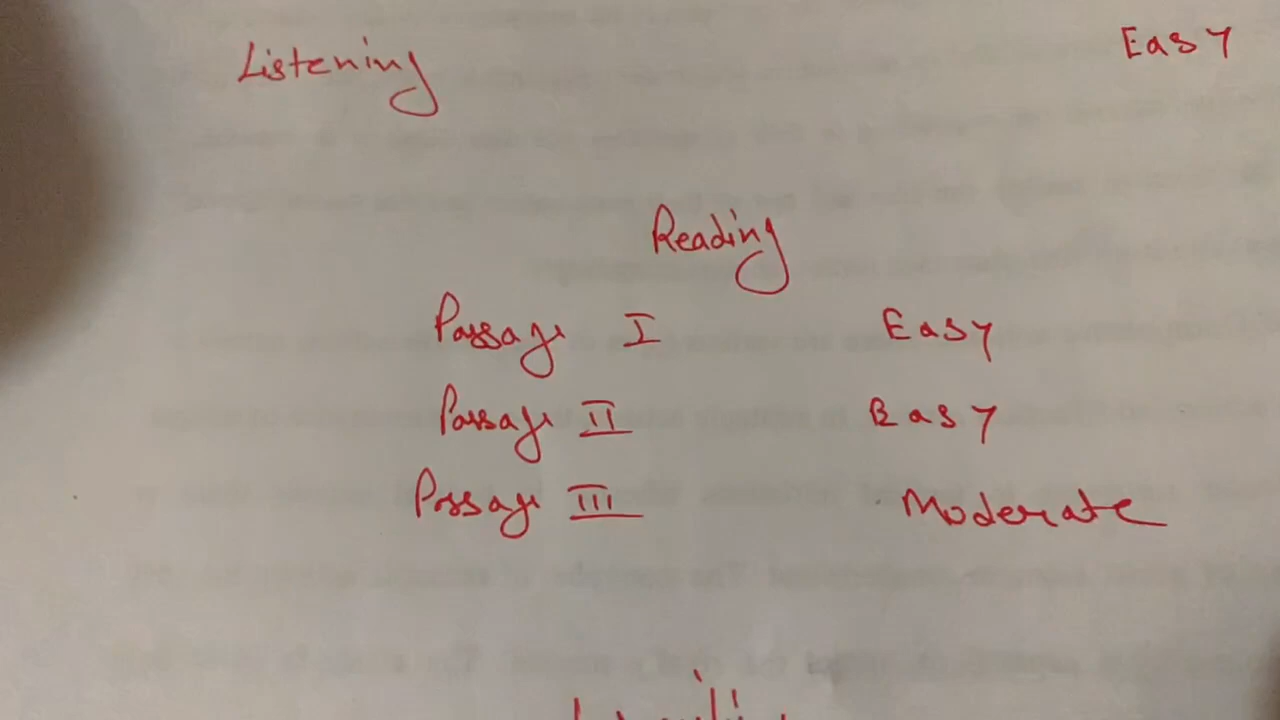 Listening Easy
Reading
Passage I Easy
Passage II Easy
Passage III Moderate